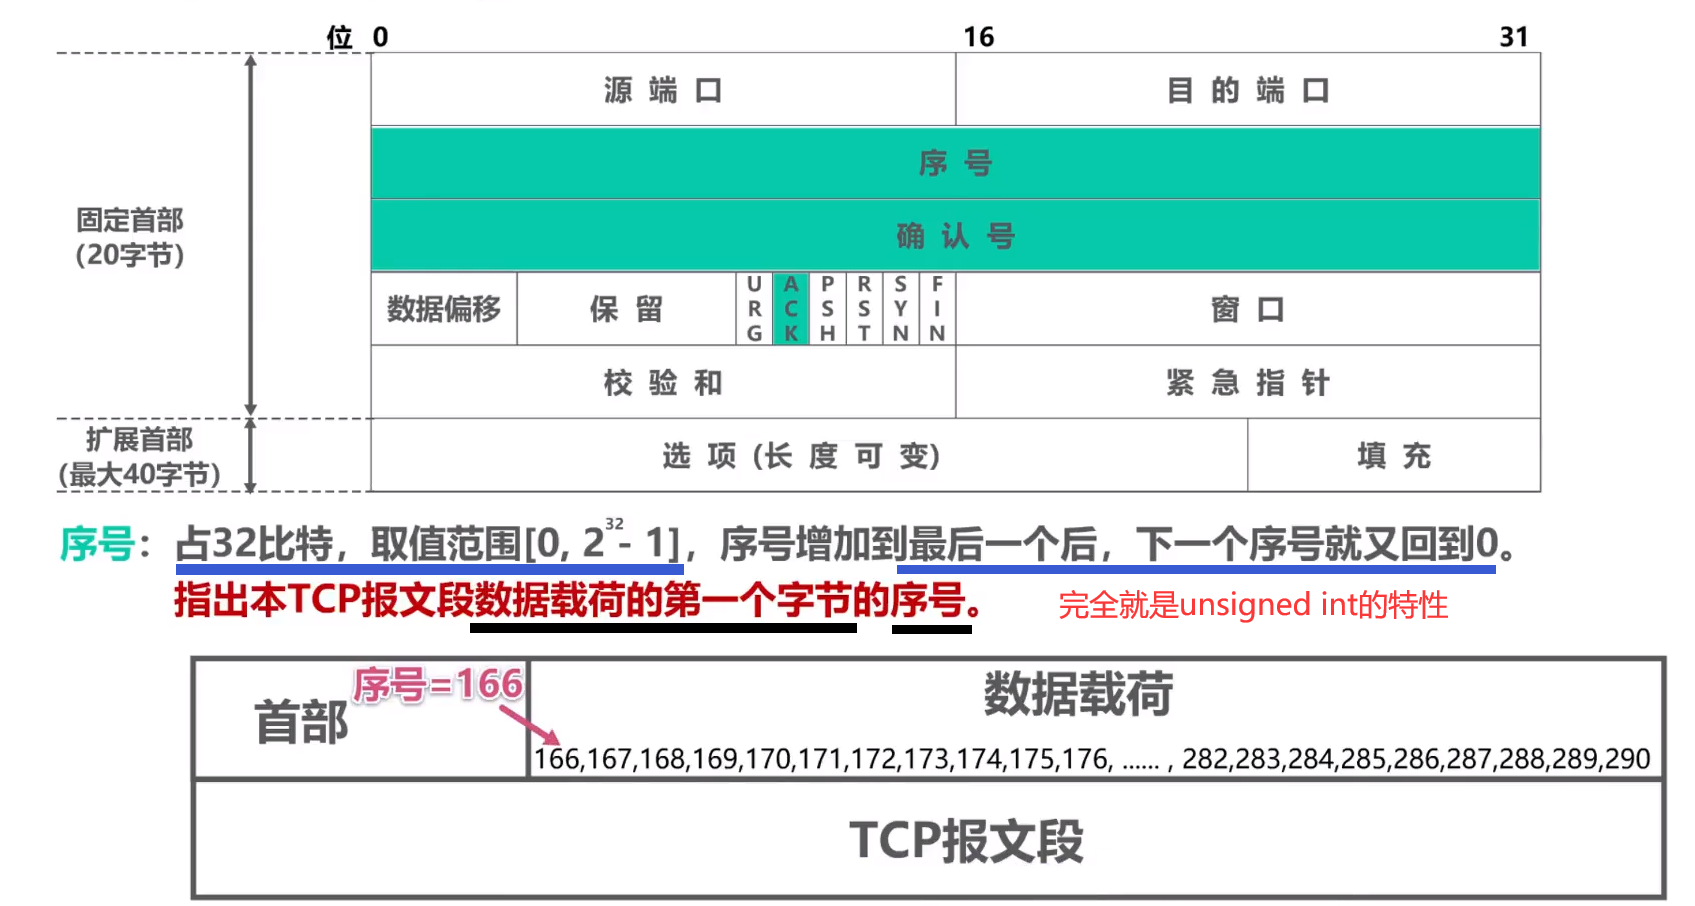 位 0 16 31
源端口 目的端口
序号
确认号
固定首部
(20字节)
数据偏移 保留 URG ACK PSH RST SYN FIN 窗口
校验和 紧急指针
扩展首部
(最大40字节)
选项(长度可变) 填充
序号：占32比特，取值范围[0, 2^32 - 1]，序号增加到最后一个后，下一个序号就又回到0。
指出本TCP报文段数据载荷的第一个字节的序号。
完全就是unsigned int的特性
序号=166
首部
数据载荷
166,167,168,169,170,171,172,173,174,175,176, ...... , 282,283,284,285,286,287,288,289,290
TCP报文段